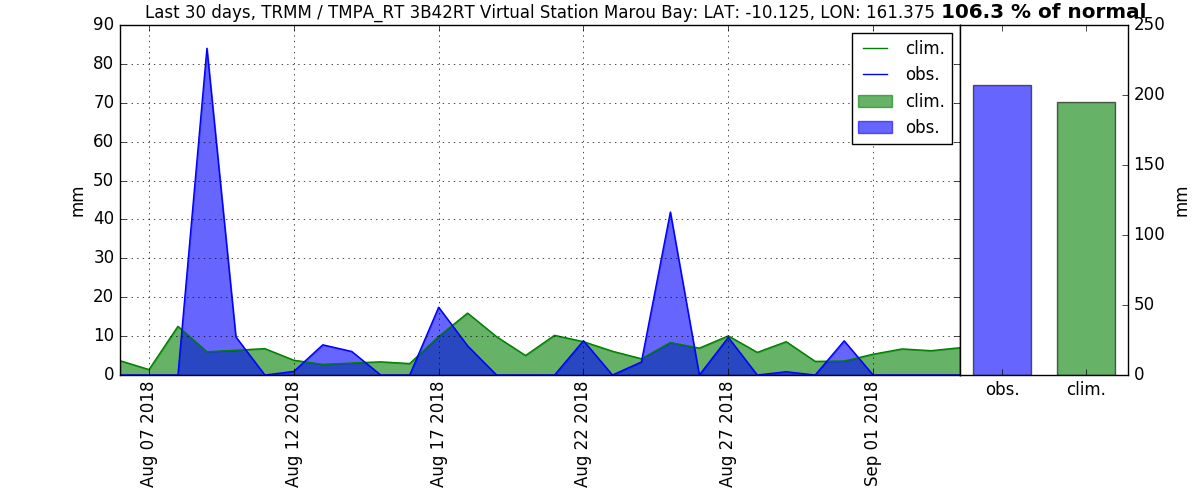 Last 30 days, TRMM / TMPA_RT 3B42RT Virtual Station Marou Bay: LAT: -10.125, LON: 161.375 106.3 % of normal
90
80
70
60
50
40
30
20
10
0
mm
clim.
obs.
clim.
obs.
Aug 07 2018
Aug 12 2018
Aug 17 2018
Aug 22 2018
Aug 27 2018
Sep 01 2018
250
200
150
100
50
0
mm
obs.
clim.